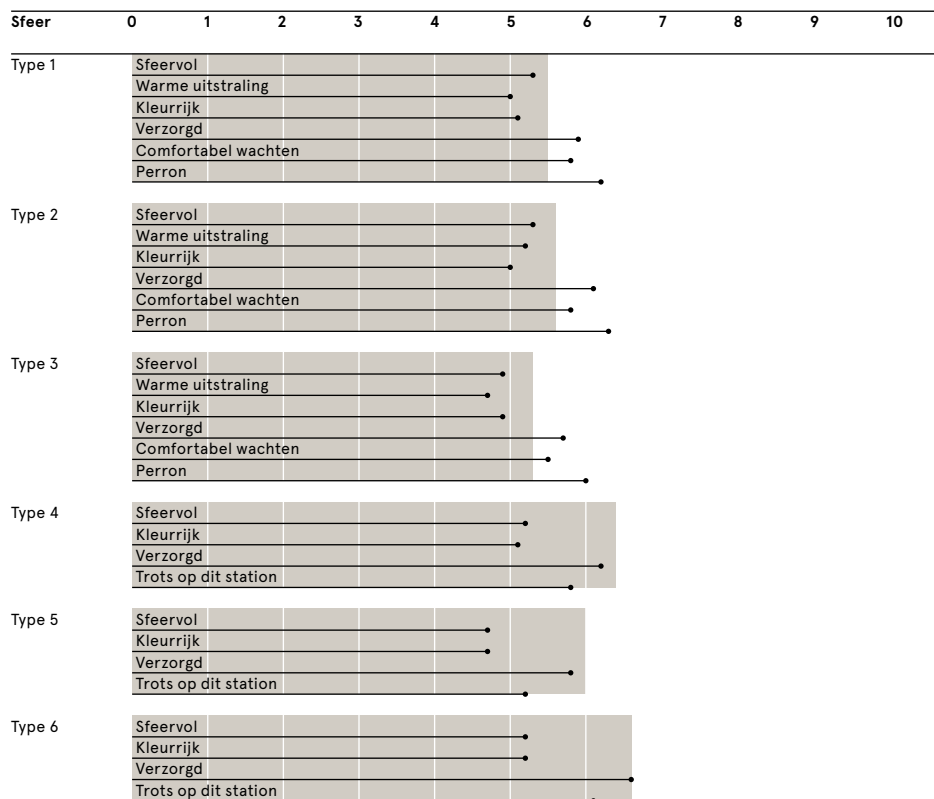 Sfeer 0 1 2 3 4 5 6 7 8 9 10
Type 1 Sfeervol
Warme uitstraling
Kleurrijk
Verzorgd
Comfortabel wachten
Perron
Type 2 Sfeervol
Warme uitstraling
Kleurrijk
Verzorgd
Comfortabel wachten
Perron
Type 3 Sfeervol
Warme uitstraling
Kleurrijk
Verzorgd
Comfortabel wachten
Perron
Type 4 Sfeervol
Kleurrijk
Verzorgd
Trots op dit station
Type 5 Sfeervol
Kleurrijk
Verzorgd
Trots op dit station
Type 6 Sfeervol
Kleurrijk
Verzorgd
Trots op dit station